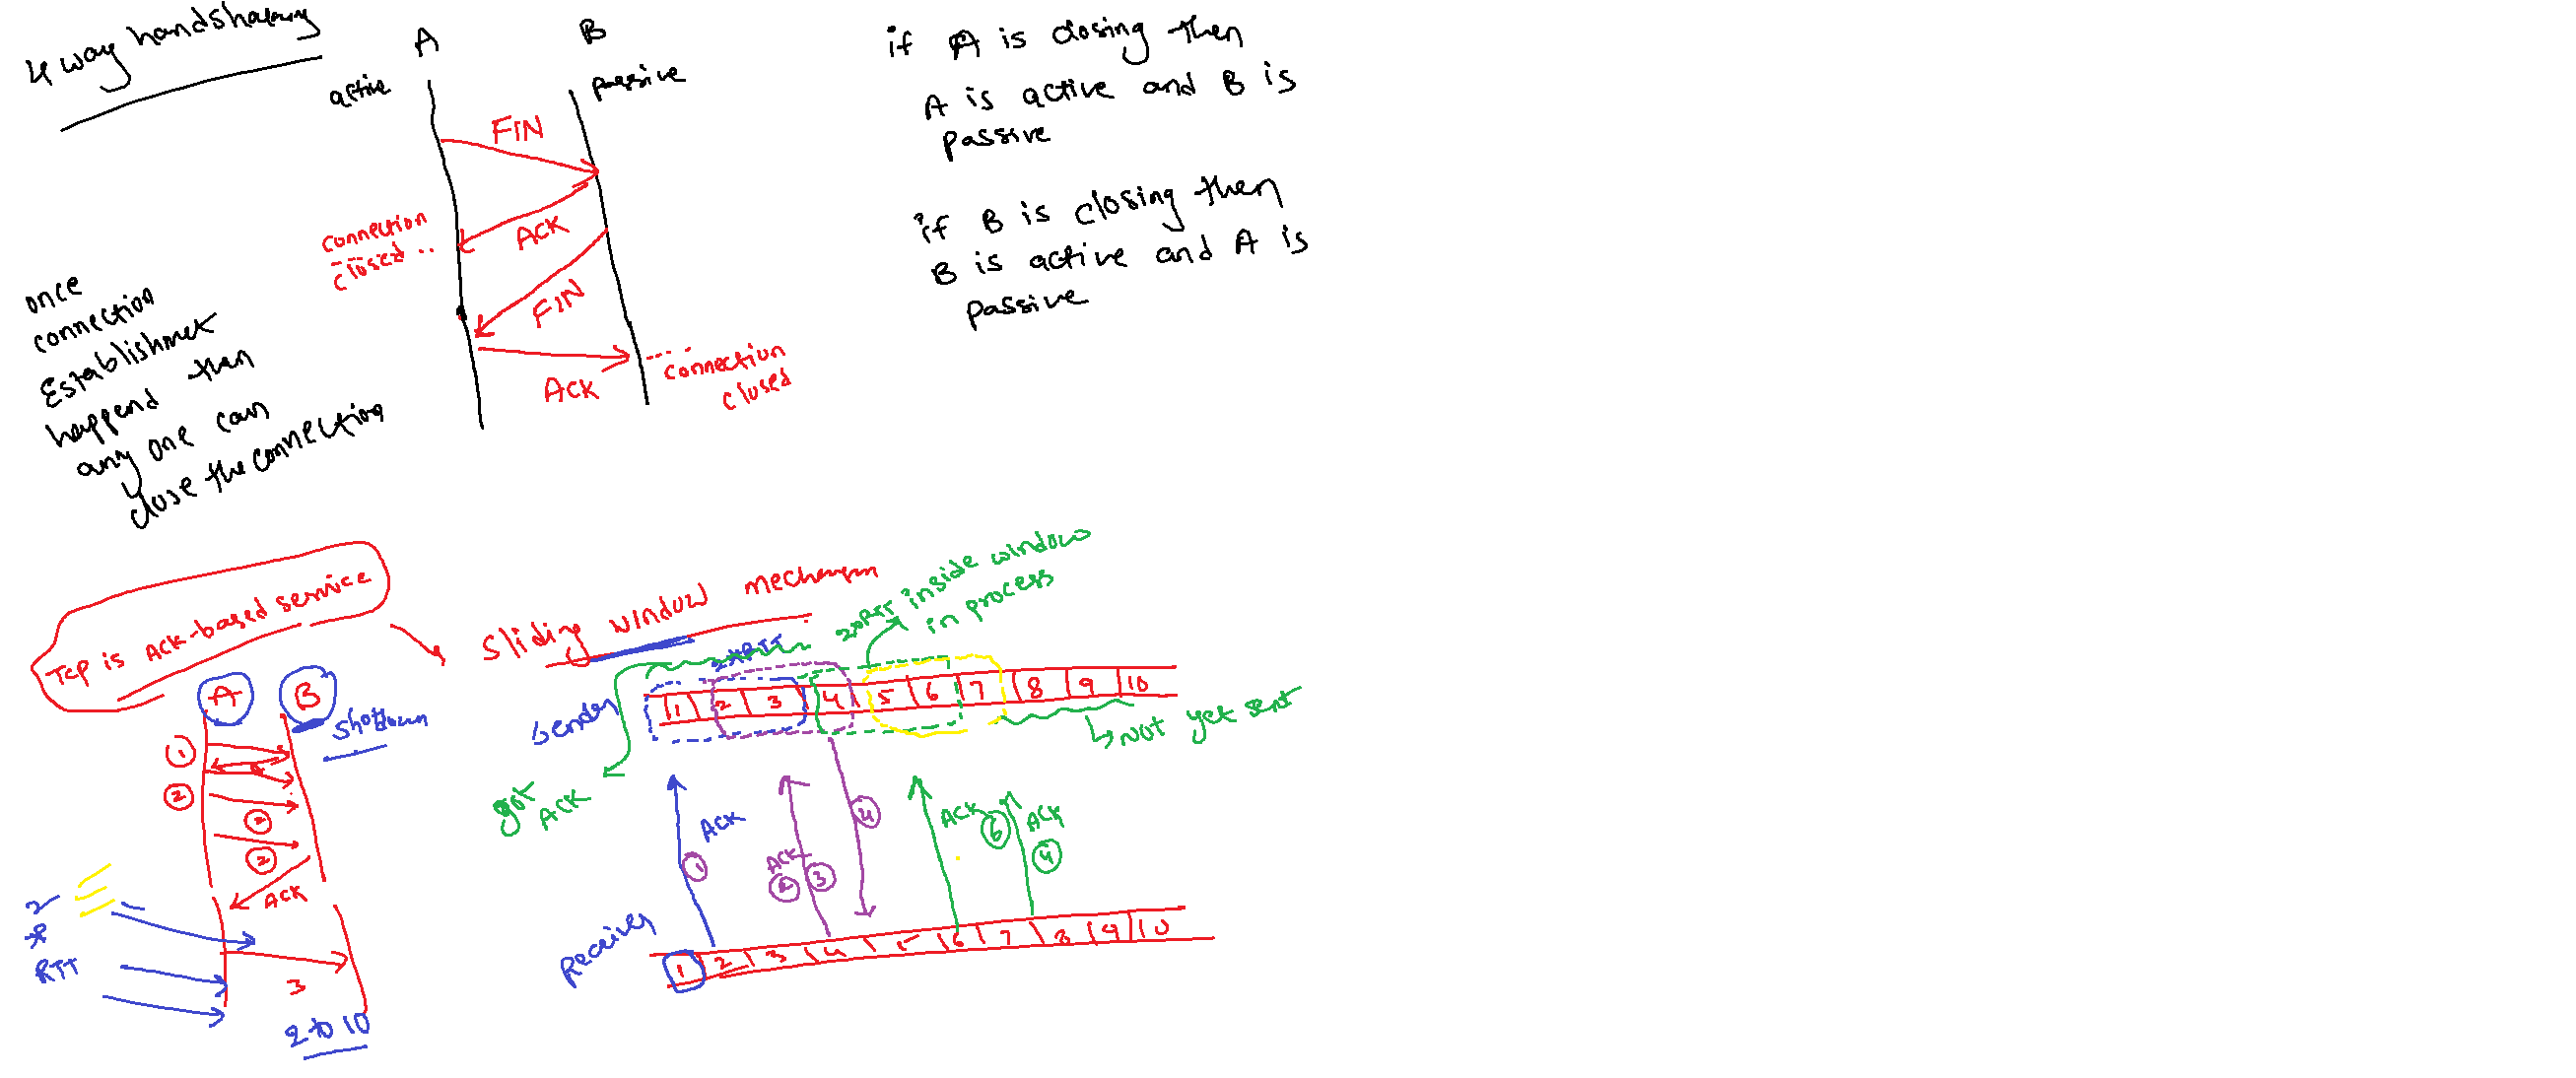 4 way handshaking
A
B
active
passive
FIN
ACK
connection
closed ..
FIN
ACK
connection
closed
if A is closing then
A is active and B is
passive
if B is closing then
B is active and A is
passive
once
connection
Establishmet
happend then
any one can
close the connection
Tcp is ACK-based service
A
B
Shotdown
1
2
2
2
ACK
2
*
RTT
3
2 to 10
Sliding window mechanism
2*RTT
inside window
in process
Sender
1 2 3 4 5 6 7 8 9 10
Not yet sent
got
ACK
ACK
1
ACK
2
3
4
ACK
6
ACK
4
Receiver
1 2 3 4 5 6 7 8 9 10